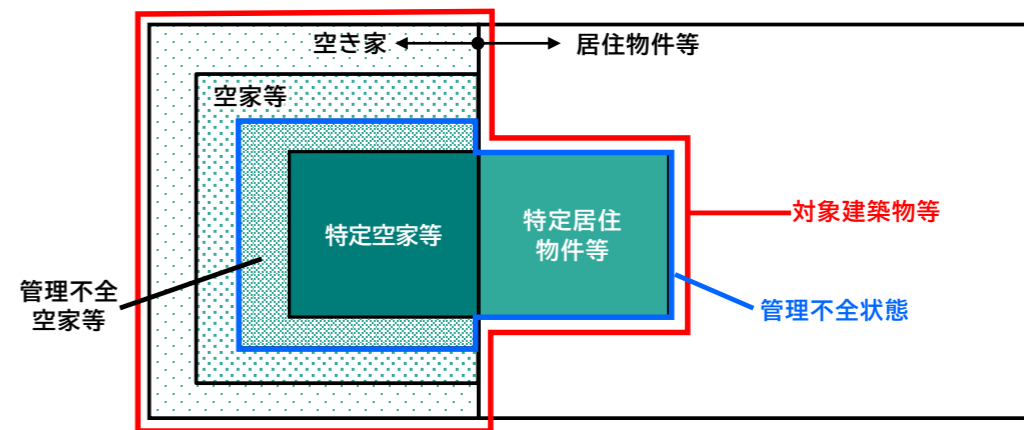 空き家
居住物件等
空家等
特定空家等
特定居住
物件等
対象建築物等
管理不全
空家等
管理不全状態